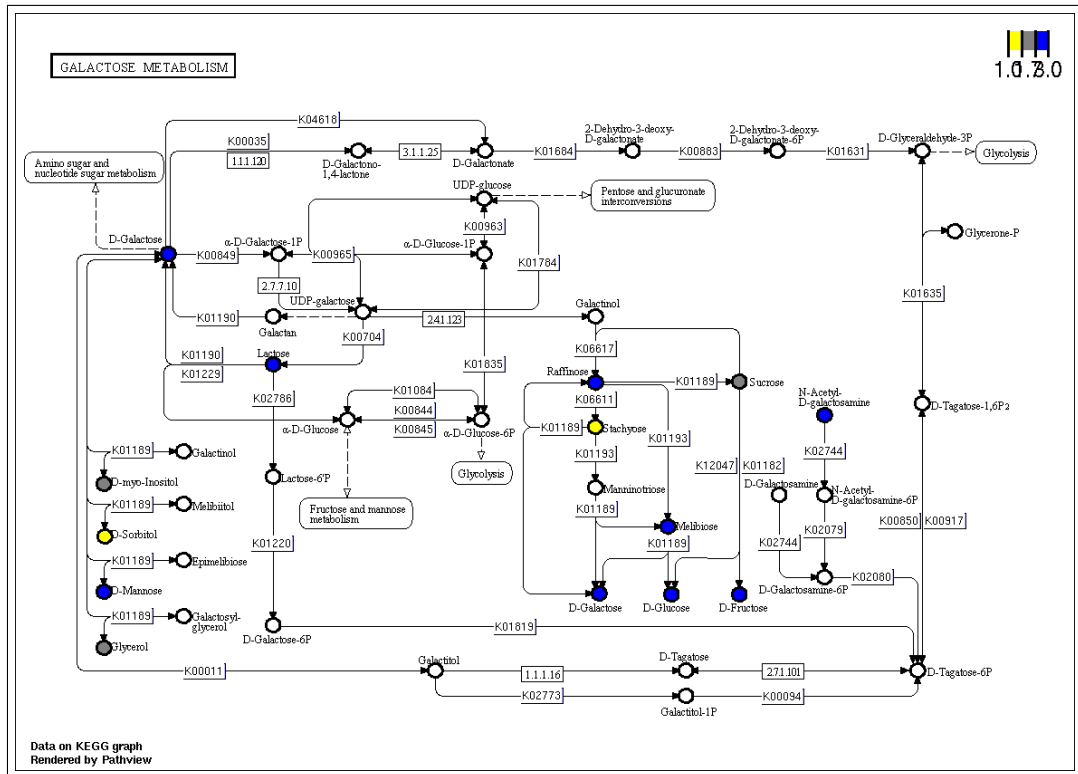 GALACTOSE METABOLISM
K04618
K00035
1.1.1.120
D-Galactono-
1,4-lactone
3.1.1.25
D-Galactonate
K01684
2-Dehydro-3-deoxy-
D-galactonate
K00883
2-Dehydro-3-deoxy-
D-galactonate-6P
K01631
D-Glyceraldehyde-3P
Glycolysis
Amino sugar and
nucleotide sugar metabolism
UDP-glucose
Pentose and glucuronate
interconversions
K00963
D-Galactose
K00849
α-D-Galactose-1P
K00965
α-D-Glucose-1P
K01784
Glycerone-P
2.7.7.10
UDP-galactose
K01635
K01190
Galactan
2.4.1.123
Galactinol
K00704
K01190
K01229
Lactose
K01835
K06617
Raffinose
K01189
Sucrose
K02786
K01084
K00844
K00845
α-D-Glucose
α-D-Glucose-6P
K06611
K01189
Stachyose
K01193
N-Acetyl-
D-galactosamine
D-Tagatose-1,6P2
K01189
Galactinol
D-myo-Inositol
Lactose-6'P
Glycolysis
K01193
K12047
K01182
K02744
K01189
Melibiitol
D-Sorbitol
Fructose and mannose
metabolism
Manninotriose
K01189
Melibiose
D-Galactosamine
N-Acetyl-
D-galactosamine-6P
K00850
K00917
K01220
K01189
K02744
K02079
K01189
Epimelibiose
D-Mannose
K02080
D-Galactosamine-6P
D-Galactose
D-Glucose
D-Fructose
K01189
Galactosyl-
glycerol
Glycerol
D-Galactose-6P
K01819
K00011
Galactitol
1.1.1.16
D-Tagatose
2.7.1.101
D-Tagatose-6P
K02773
Galactitol-1P
K00094
Data on KEGG graph
Rendered by Pathview